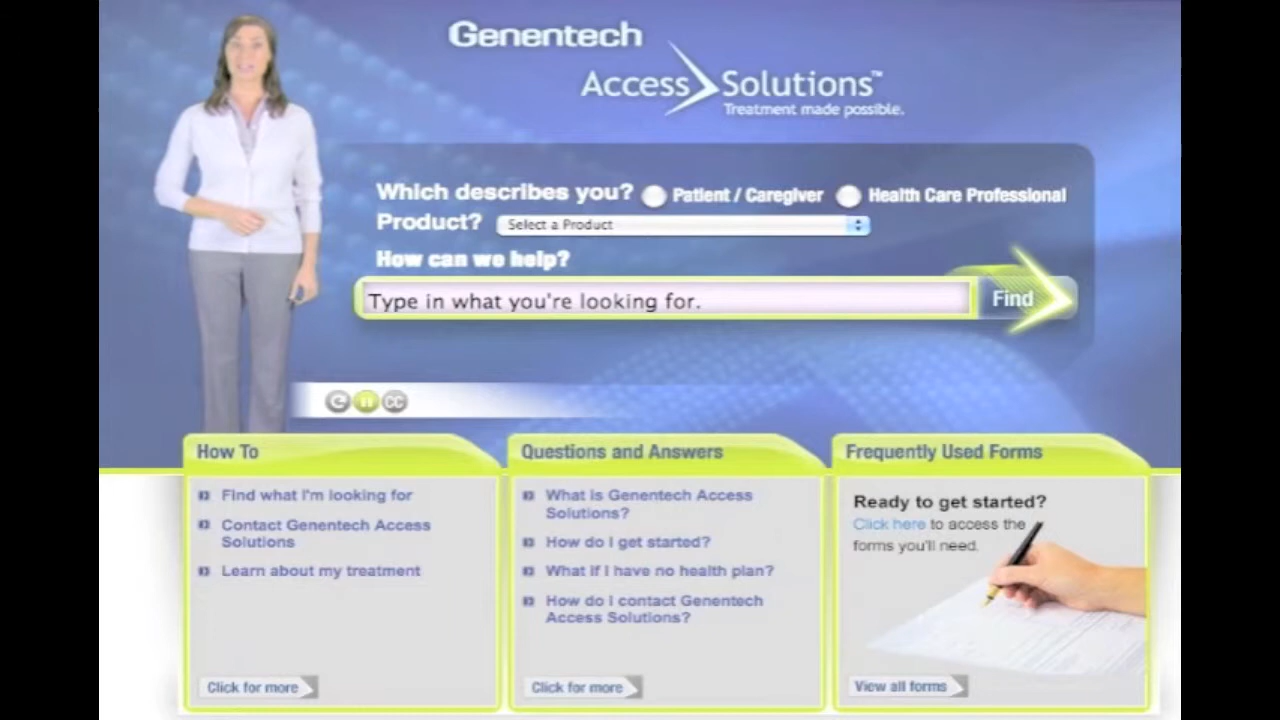 Genentech
Access Solutions™
Treatment made possible.
Which describes you? Patient / Caregiver Health Care Professional
Product? Select a Product
How can we help?
Type in what you're looking for. Find
CC
How To
Find what I'm looking for
Contact Genentech Access
Solutions
Learn about my treatment
Click for more
Questions and Answers
What is Genentech Access
Solutions?
How do I get started?
What if I have no health plan?
How do I contact Genentech
Access Solutions?
Click for more
Frequently Used Forms
Ready to get started?
Click here to access the
forms you'll need.
View all forms